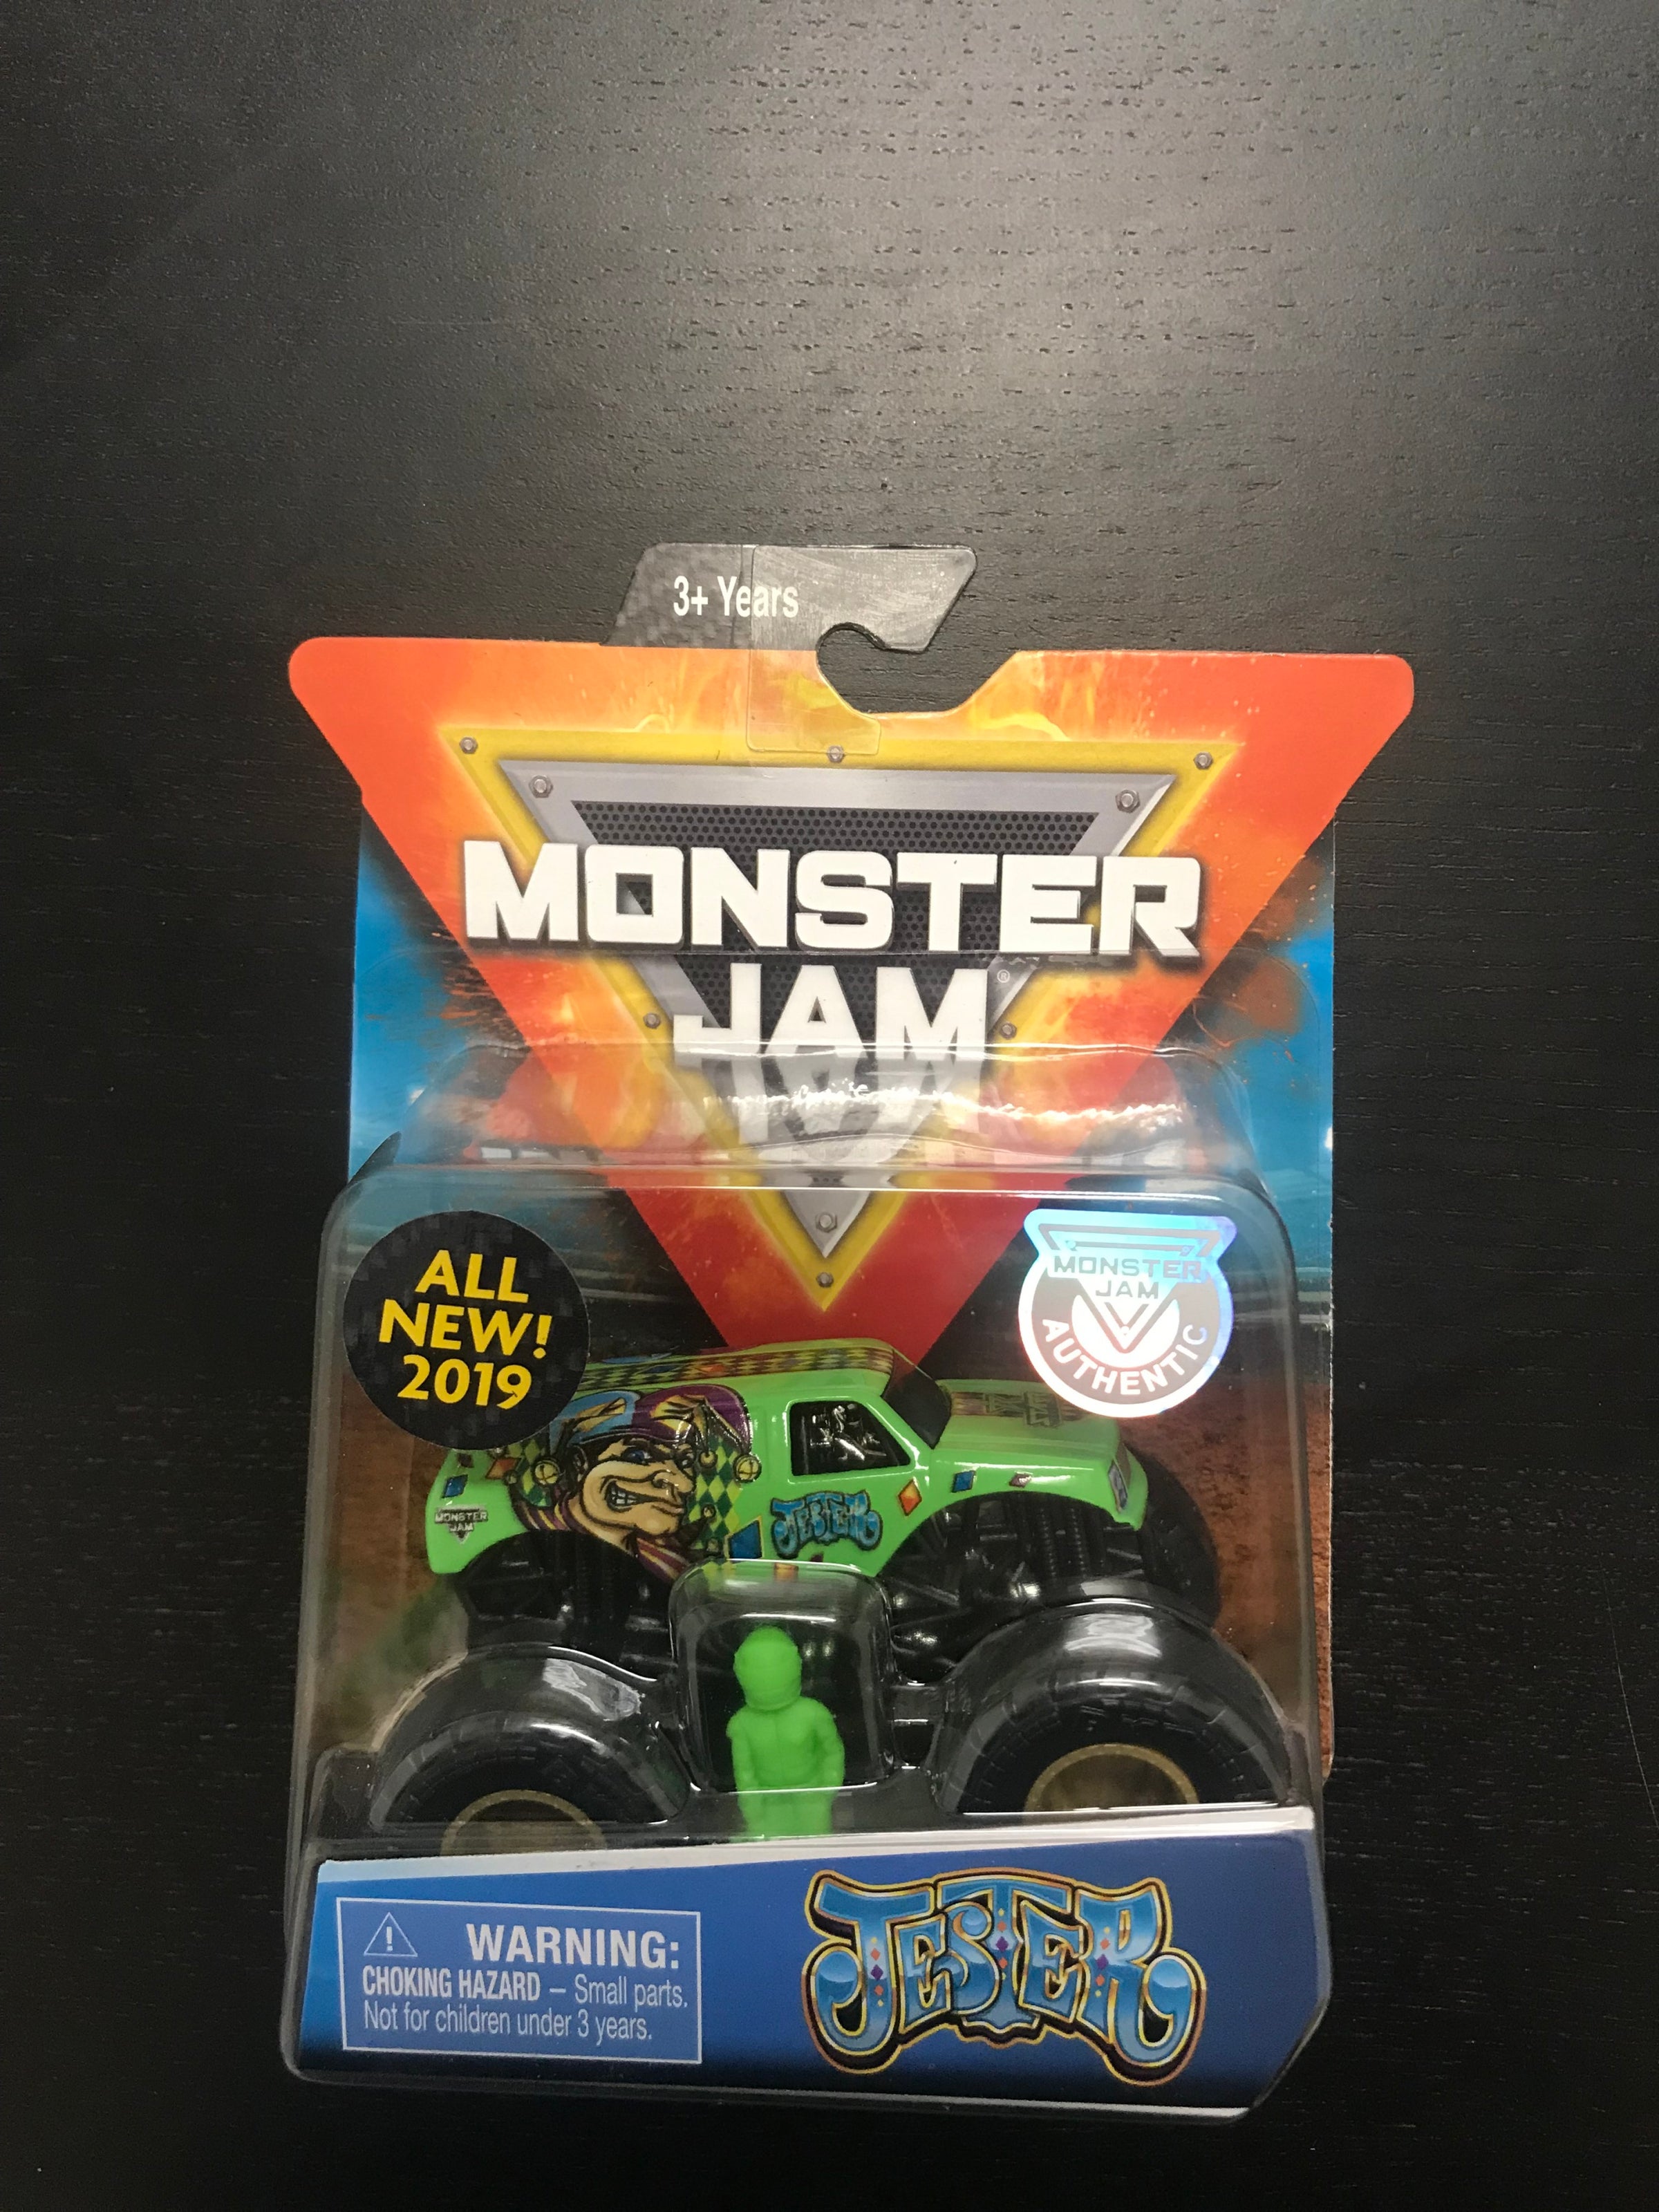 3+ Years
MONSTER
JAM®
ALL
NEW!
2019
MONSTER
JAM
AUTHENTIC
MONSTER
JAM
JESTER
WARNING:
CHOKING HAZARD – Small parts.
Not for children under 3 years.
JESTER